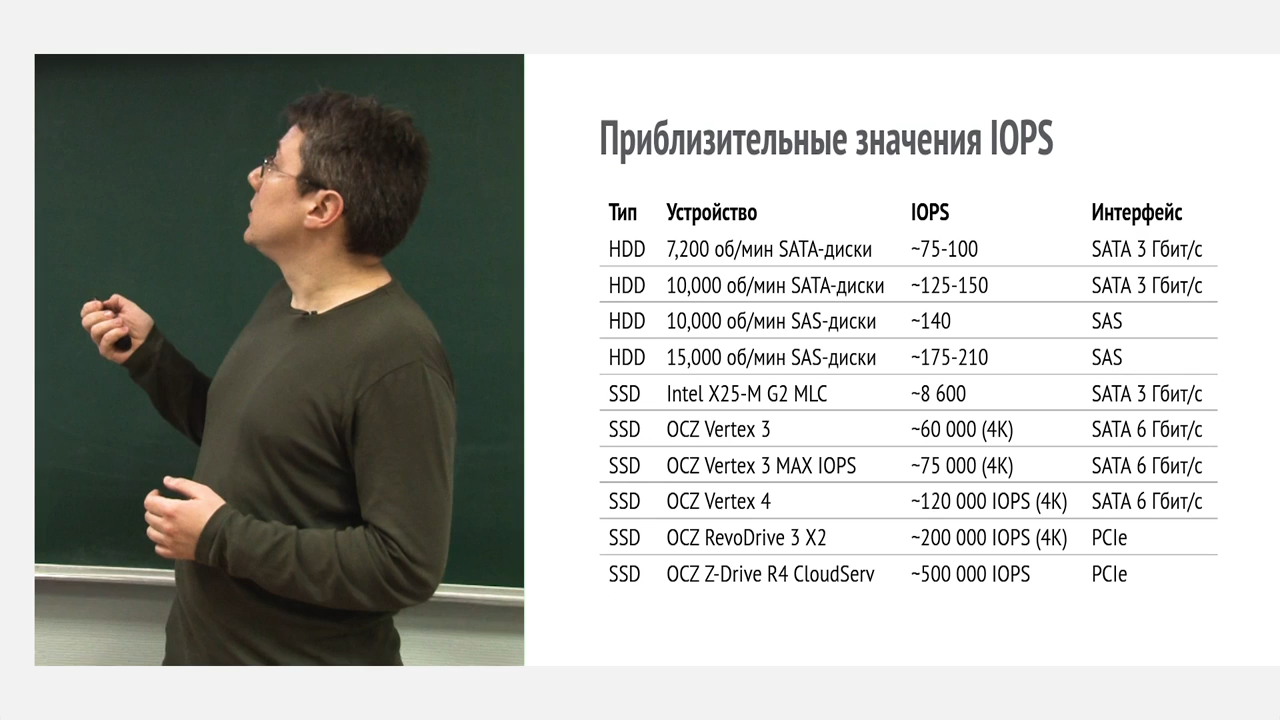 Приблизительные значения IOPS
Тип Устройство IOPS Интерфейс
HDD 7,200 об/мин SATA-диски ~75-100 SATA 3 Гбит/с
HDD 10,000 об/мин SATA-диски ~125-150 SATA 3 Гбит/с
HDD 10,000 об/мин SAS-диски ~140 SAS
HDD 15,000 об/мин SAS-диски ~175-210 SAS
SSD Intel X25-M G2 MLC ~8 600 SATA 3 Гбит/с
SSD OCZ Vertex 3 ~60 000 (4K) SATA 6 Гбит/с
SSD OCZ Vertex 3 MAX IOPS ~75 000 (4K) SATA 6 Гбит/с
SSD OCZ Vertex 4 ~120 000 IOPS (4K) SATA 6 Гбит/с
SSD OCZ RevoDrive 3 X2 ~200 000 IOPS (4K) PCIe
SSD OCZ Z-Drive R4 CloudServ ~500 000 IOPS PCIe